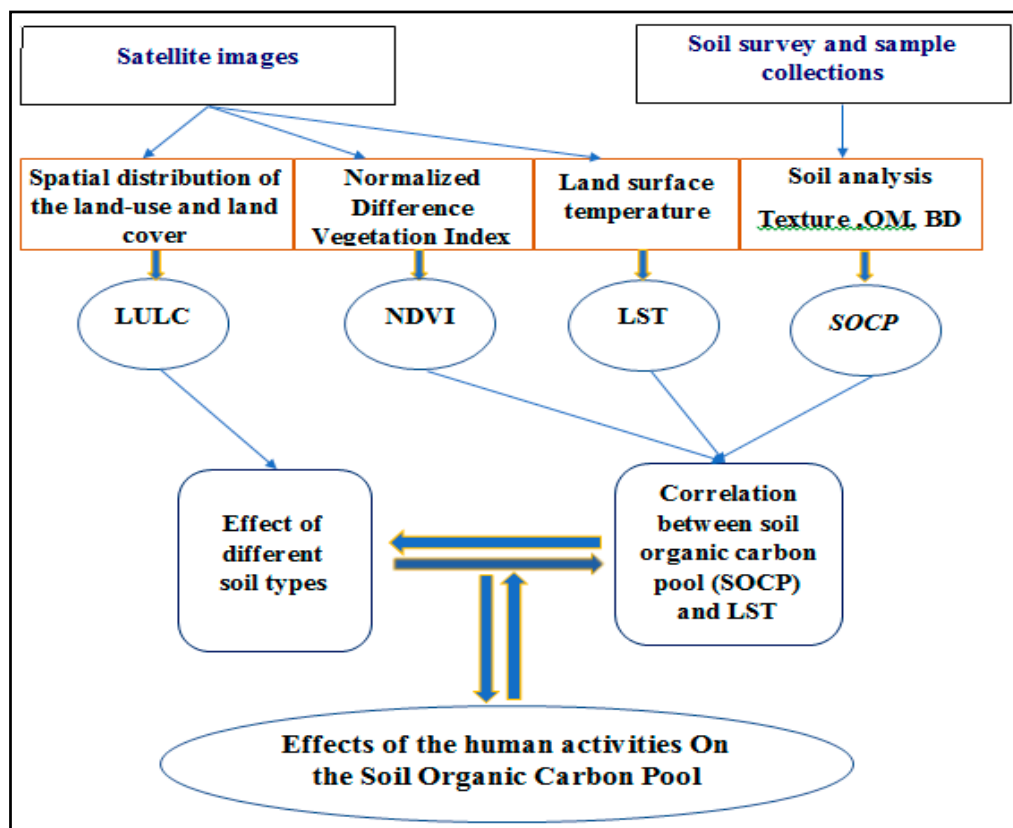 Satellite images
Soil survey and sample
collections
Spatial distribution of
the land-use and land
cover
Normalized
Difference
Vegetation Index
Land surface
temperature
Soil analysis
Texture ,OM, BD
LULC
NDVI
LST
SOCP
Effect of
different
soil types
Correlation
between soil
organic carbon
pool (SOCP)
and LST
Effects of the human activities On
the Soil Organic Carbon Pool